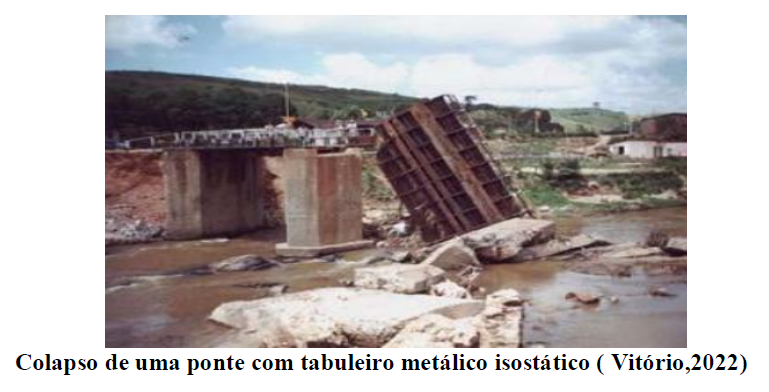 Colapso de uma ponte com tabuleiro metálico isostático ( Vitório,2022)